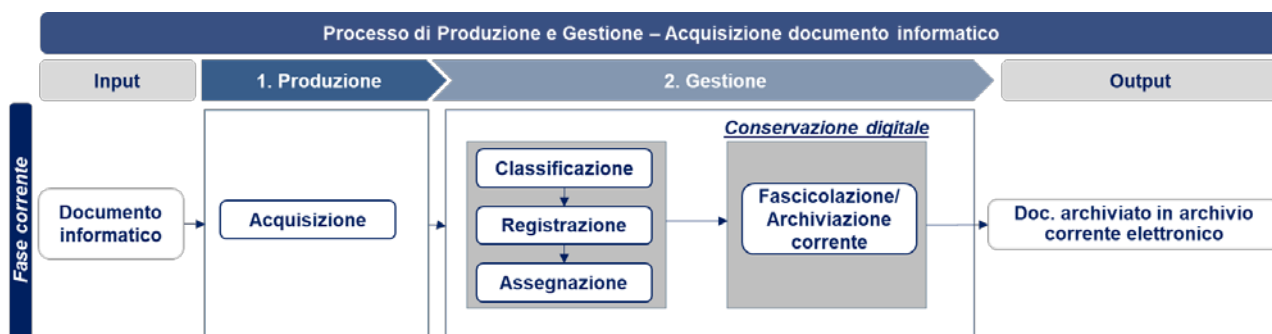 Processo di Produzione e Gestione – Acquisizione documento informatico
Input
1. Produzione
2. Gestione
Output
Fase corrente
Documento
informatico
Acquisizione
Classificazione
Registrazione
Assegnazione
Conservazione digitale
Fascicolazione/
Archiviazione
corrente
Doc. archiviato in archivio
corrente elettronico